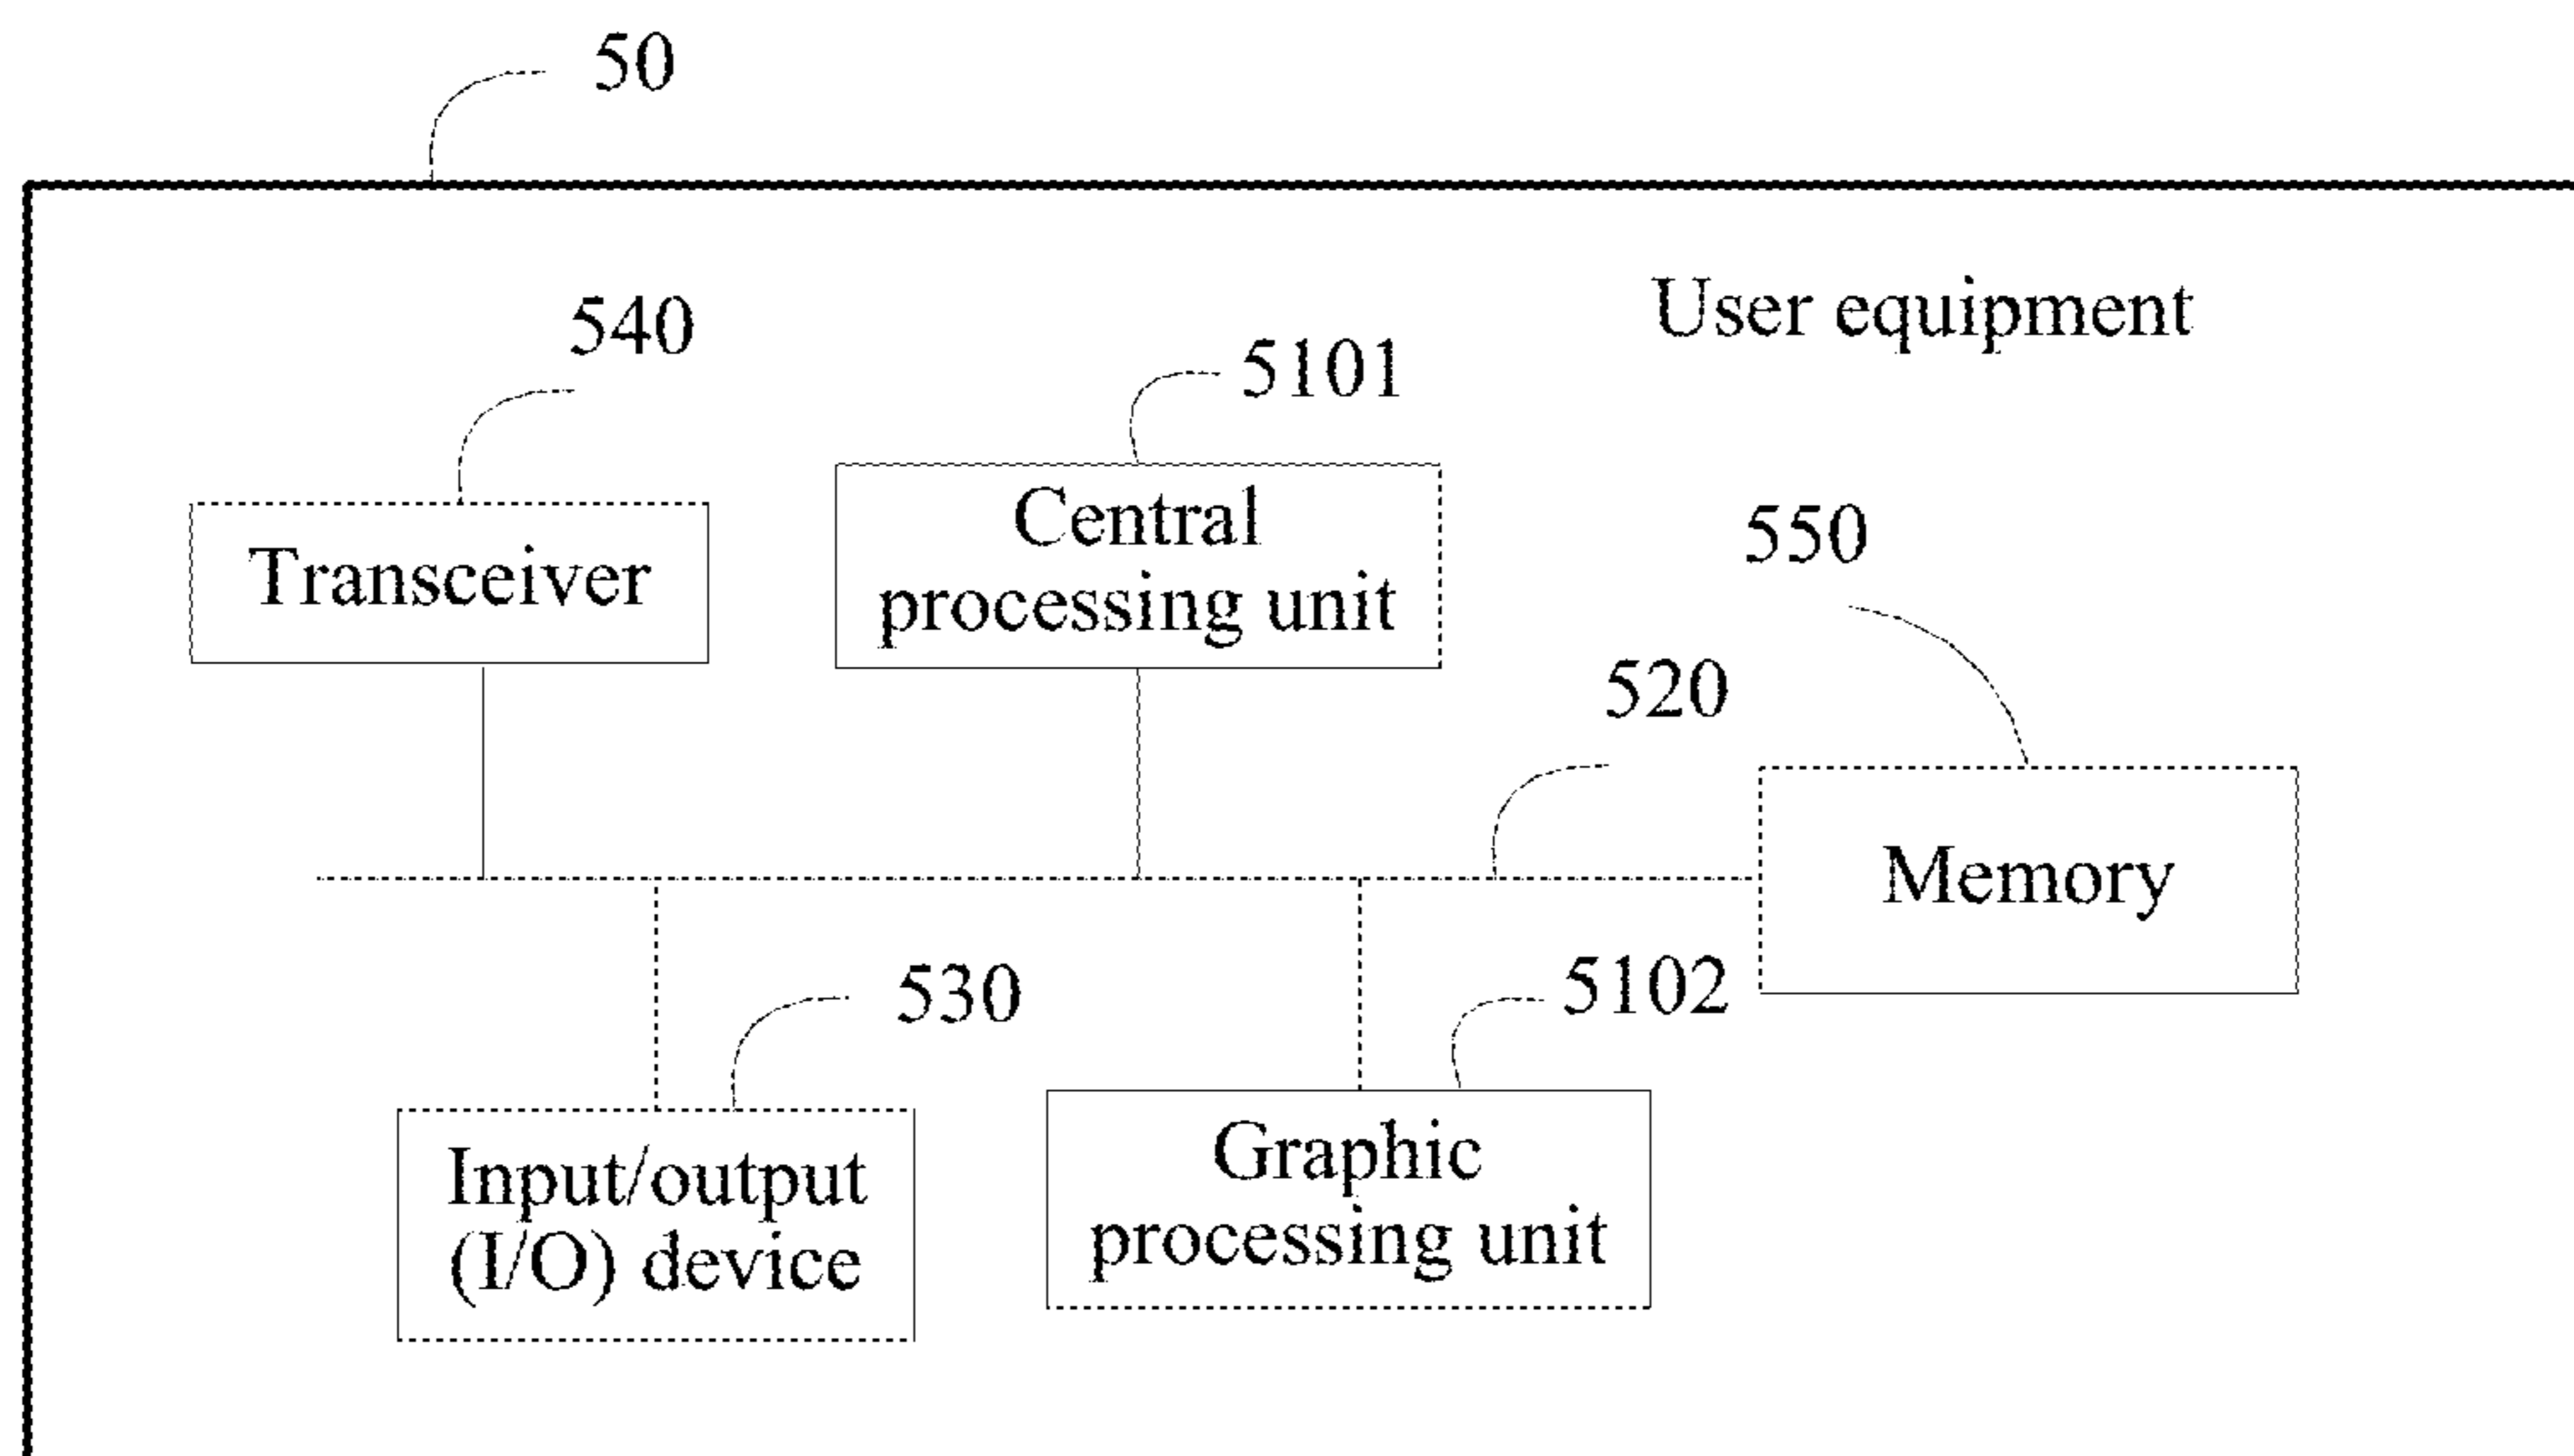 50
User equipment
540
5101
Transceiver
Central
processing unit
550
520
Memory
530
5102
Input/output
(I/O) device
Graphic
processing unit